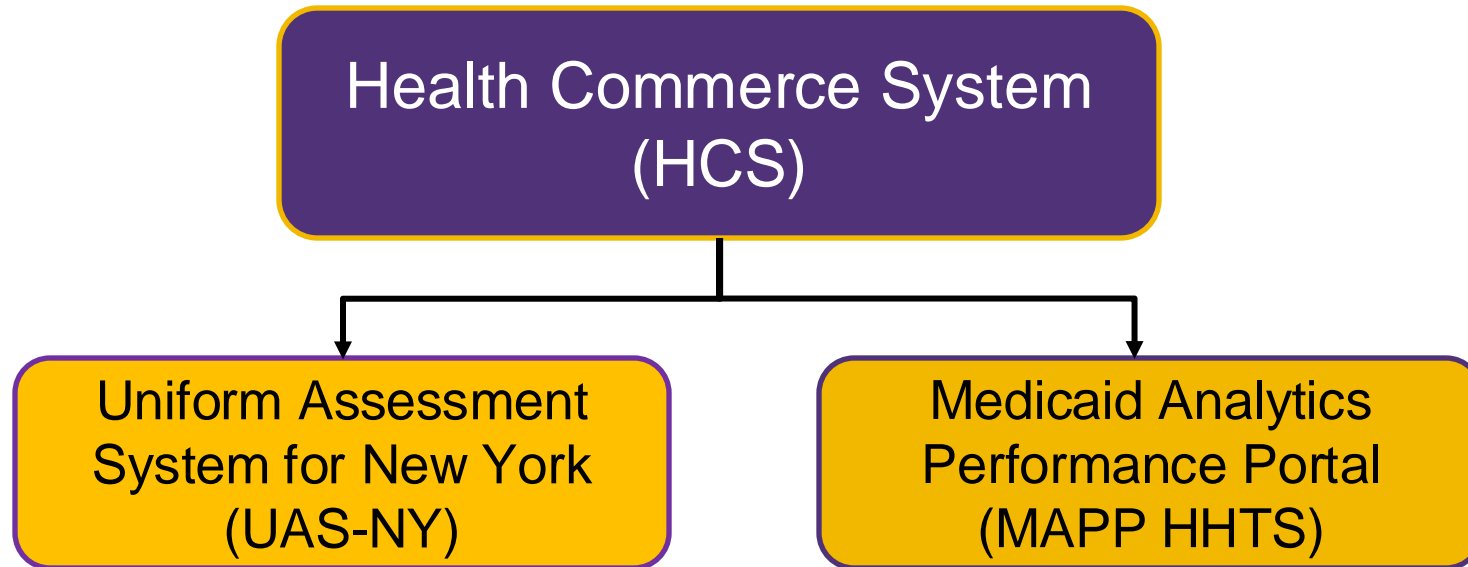 Health Commerce System
(HCS)
Uniform Assessment
System for New York
(UAS-NY)
Medicaid Analytics
Performance Portal
(MAPP HHTS)